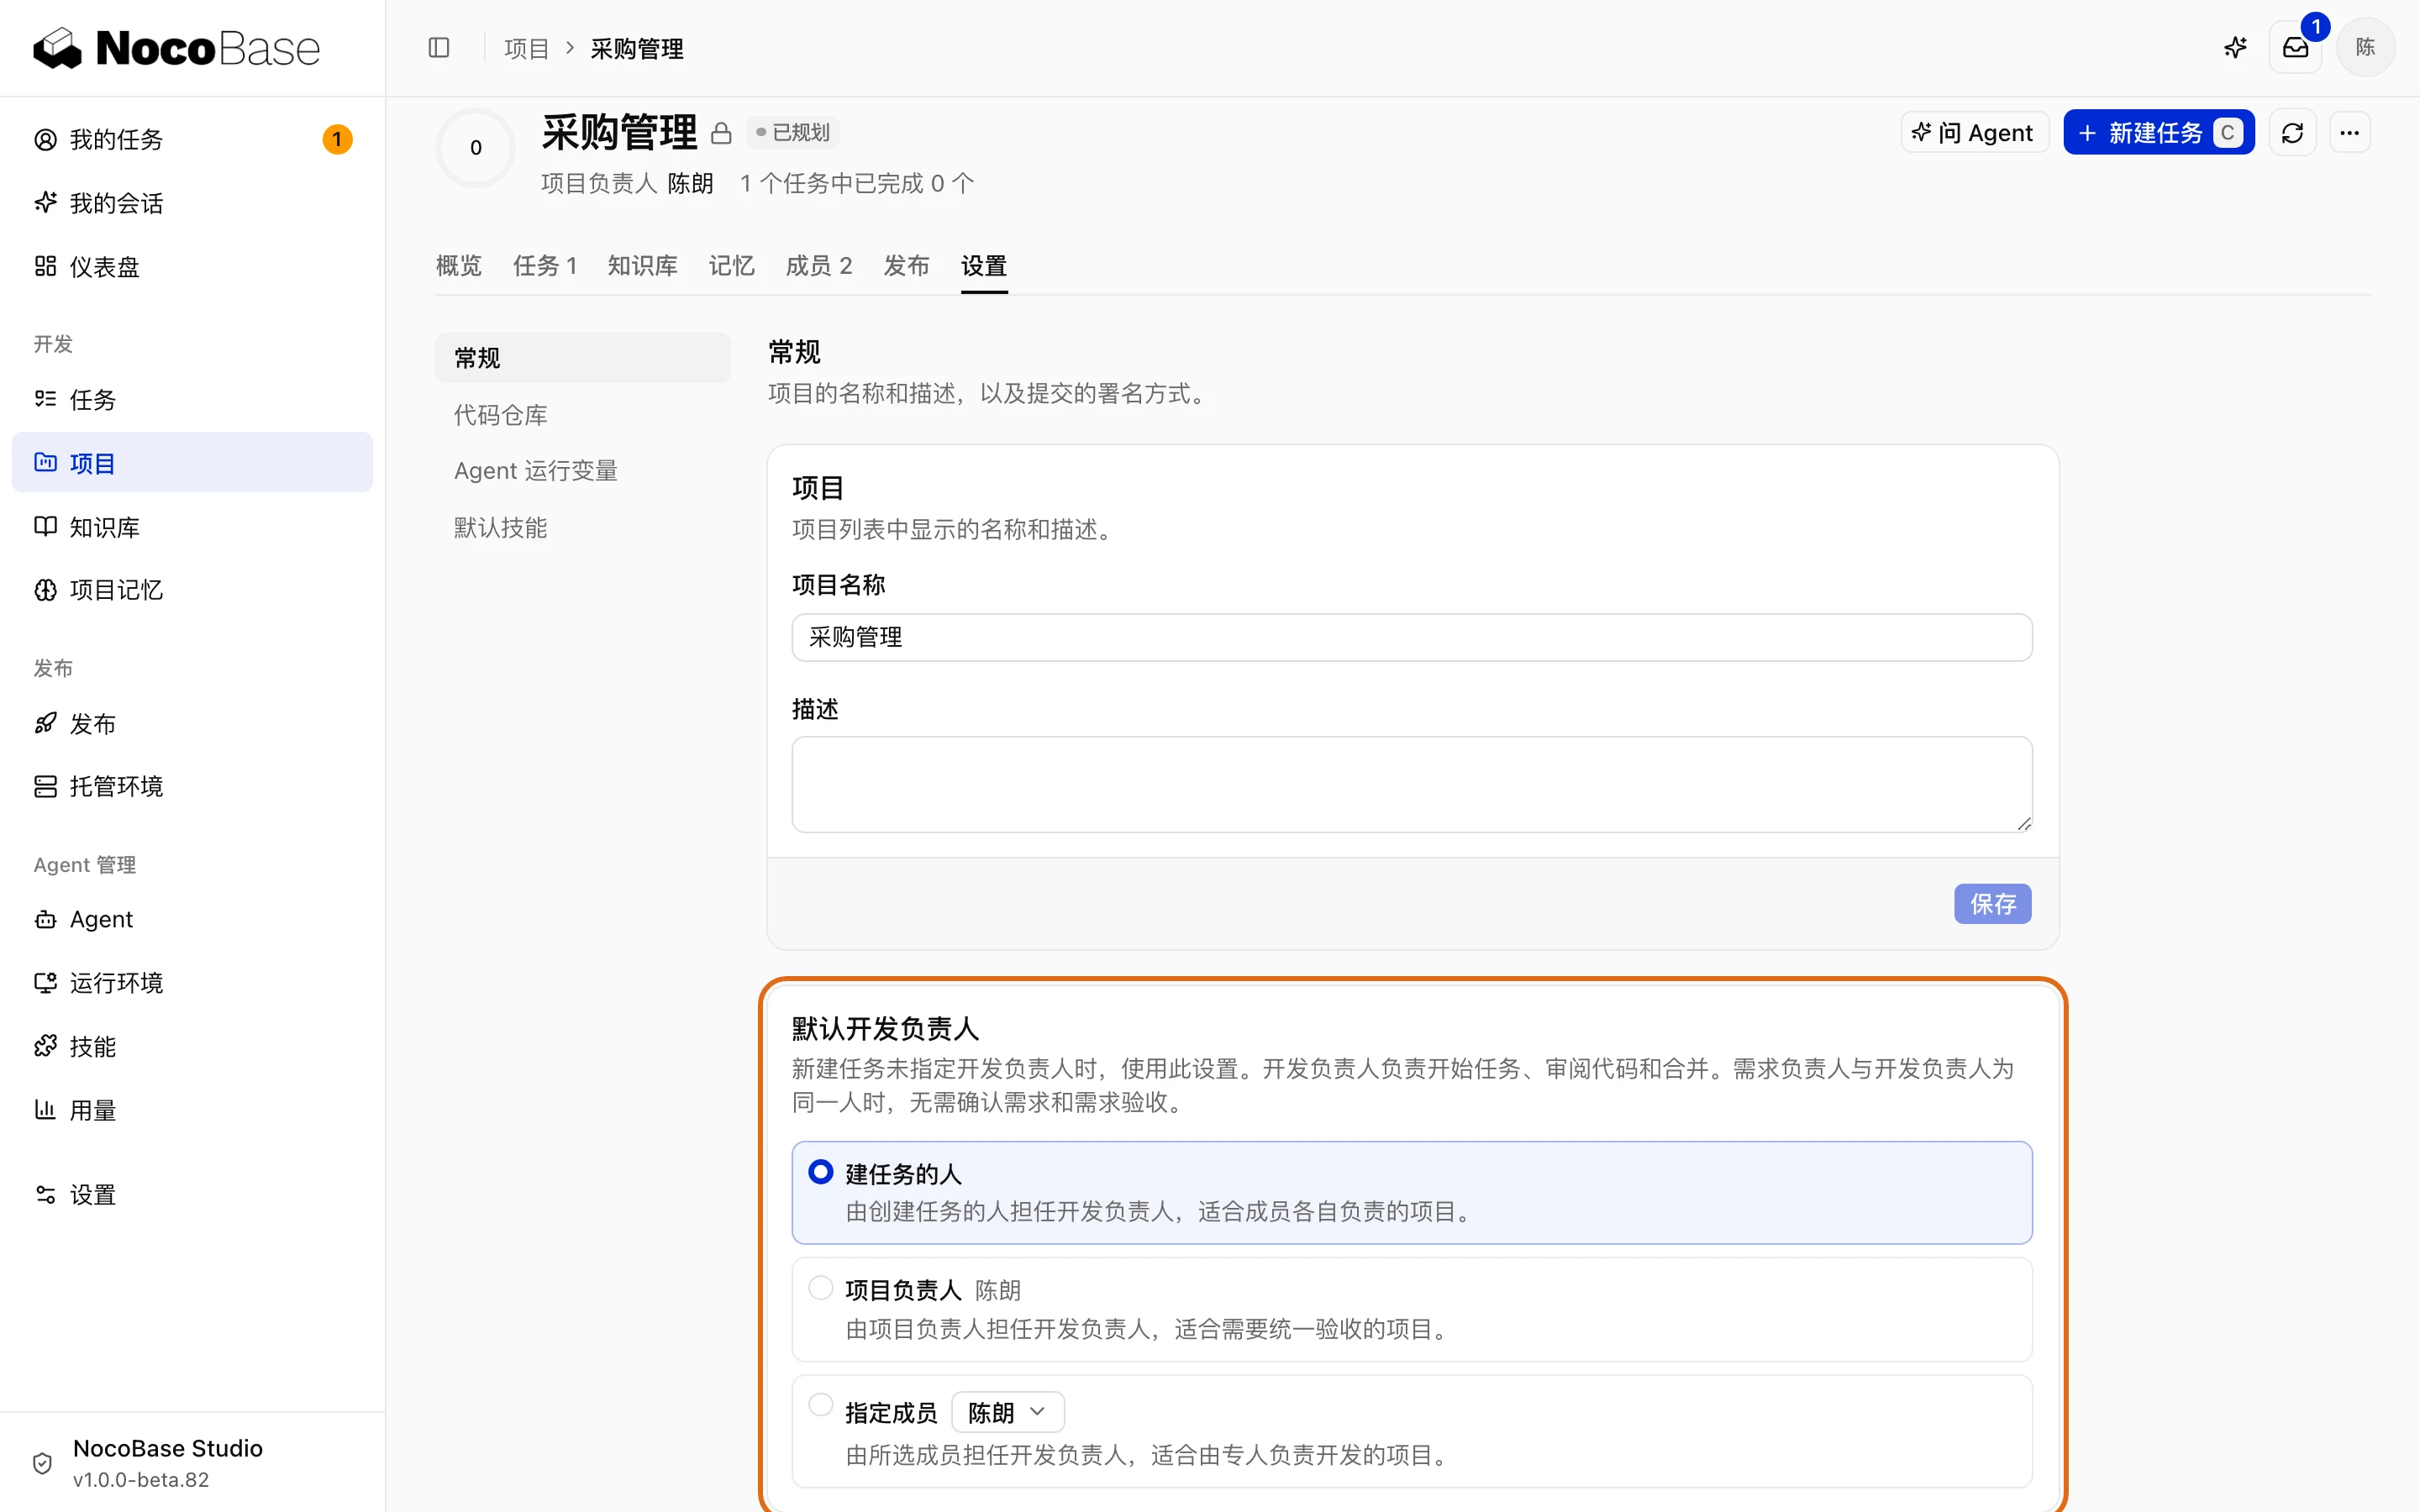 NocoBase
项目 > 采购管理
1
陈
我的任务
1
我的会话
仪表盘
开发
任务
项目
知识库
项目记忆
发布
发布
托管环境
Agent 管理
Agent
运行环境
技能
用量
设置
NocoBase Studio
v1.0.0-beta.82
0
采购管理
已规划
项目负责人 陈朗 1 个任务中已完成 0 个
问 Agent
新建任务 C
概览 任务 1 知识库 记忆 成员 2 发布 设置
常规
代码仓库
Agent 运行变量
默认技能
常规
项目的名称和描述，以及提交的署名方式。
项目
项目列表中显示的名称和描述。
项目名称
采购管理
描述
保存
默认开发负责人
新建任务未指定开发负责人时，使用此设置。开发负责人负责开始任务、审阅代码和合并。需求负责人与开发负责人为
同一人时，无需确认需求和需求验收。
建任务的人
由创建任务的人担任开发负责人，适合成员各自负责的项目。
项目负责人 陈朗
由项目负责人担任开发负责人，适合需要统一验收的项目。
指定成员 陈朗
由所选成员担任开发负责人，适合由专人负责开发的项目。